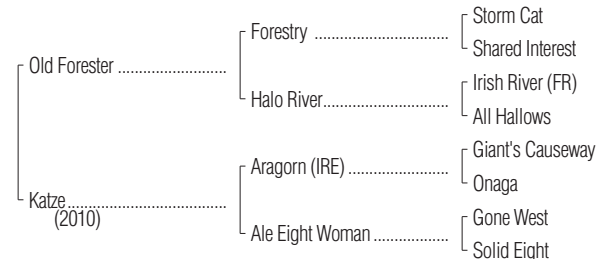 Storm Cat
Forestry ........................................
Shared Interest
Old Forester .........................
Irish River (FR)
Halo River......................................
All Hallows
Giant's Causeway
Aragorn (IRE) ..............................
Onaga
Katze.....................................
(2010)
Gone West
Ale Eight Woman ......................
Solid Eight